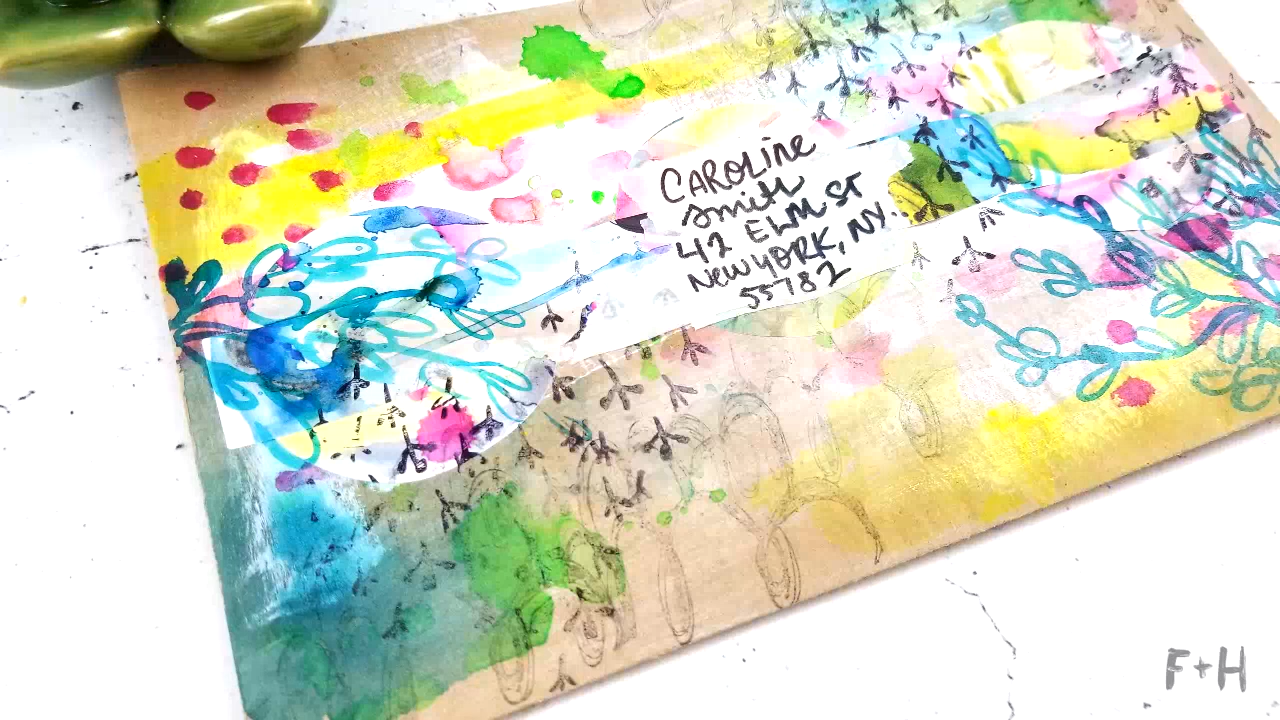 CAROLINE
Smith
42 ELM ST
NEW YORK, NY.
55782
F+H